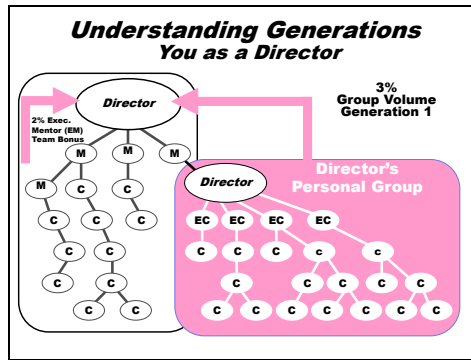 Understanding Generations
You as a Director
Director
2% Exec.
Mentor (EM)
Team Bonus
3%
Group Volume
Generation 1
M M M
M C C
C C C
C C
C C
C C
Director's
Personal Group
Director
EC EC EC EC
C C c c
C C C C C
C C C C C C C